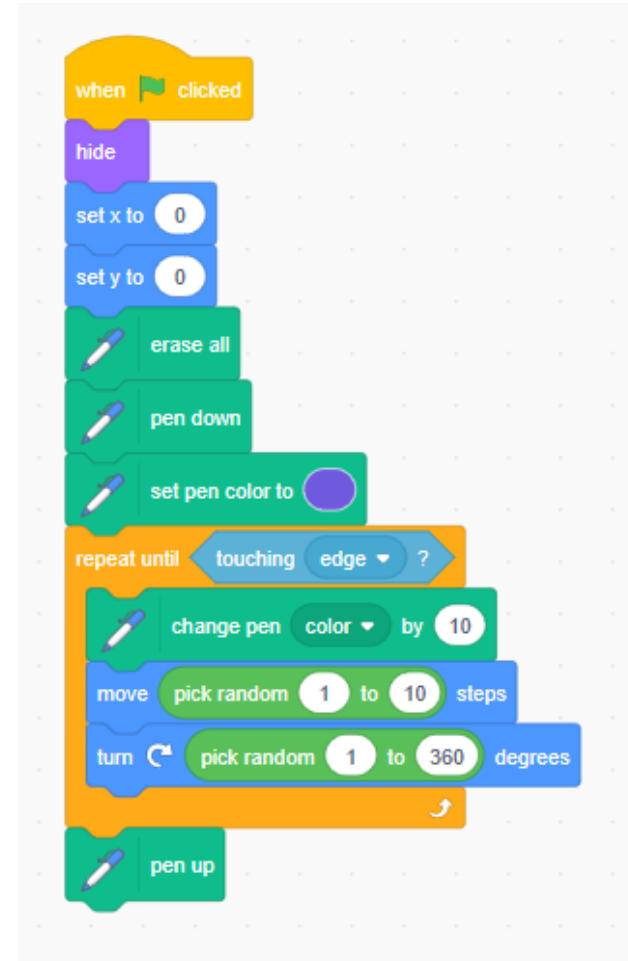 when clicked
hide
set x to 0
set y to 0
erase all
pen down
set pen color to
repeat until touching edge ?
change pen color by 10
move pick random 1 to 10 steps
turn pick random 1 to 360 degrees
pen up